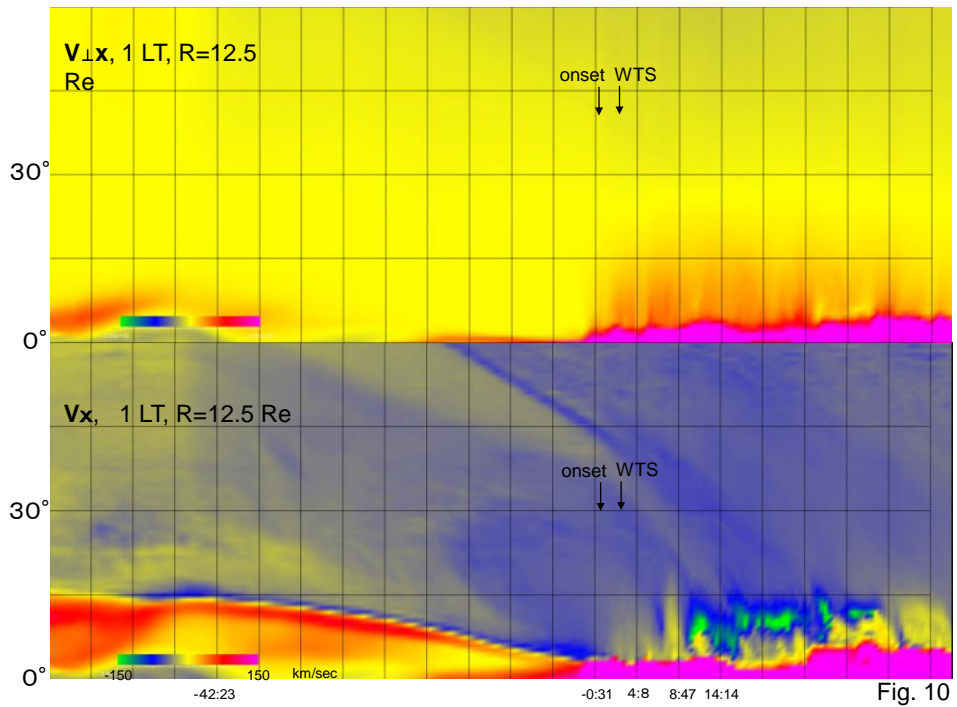 V⊥x, 1 LT, R=12.5
Re
onset WTS
30°
0°
Vx, 1 LT, R=12.5 Re
onset WTS
30°
0°
-150 150 km/sec
-42:23 -0:31 4:8 8:47 14:14
Fig. 10